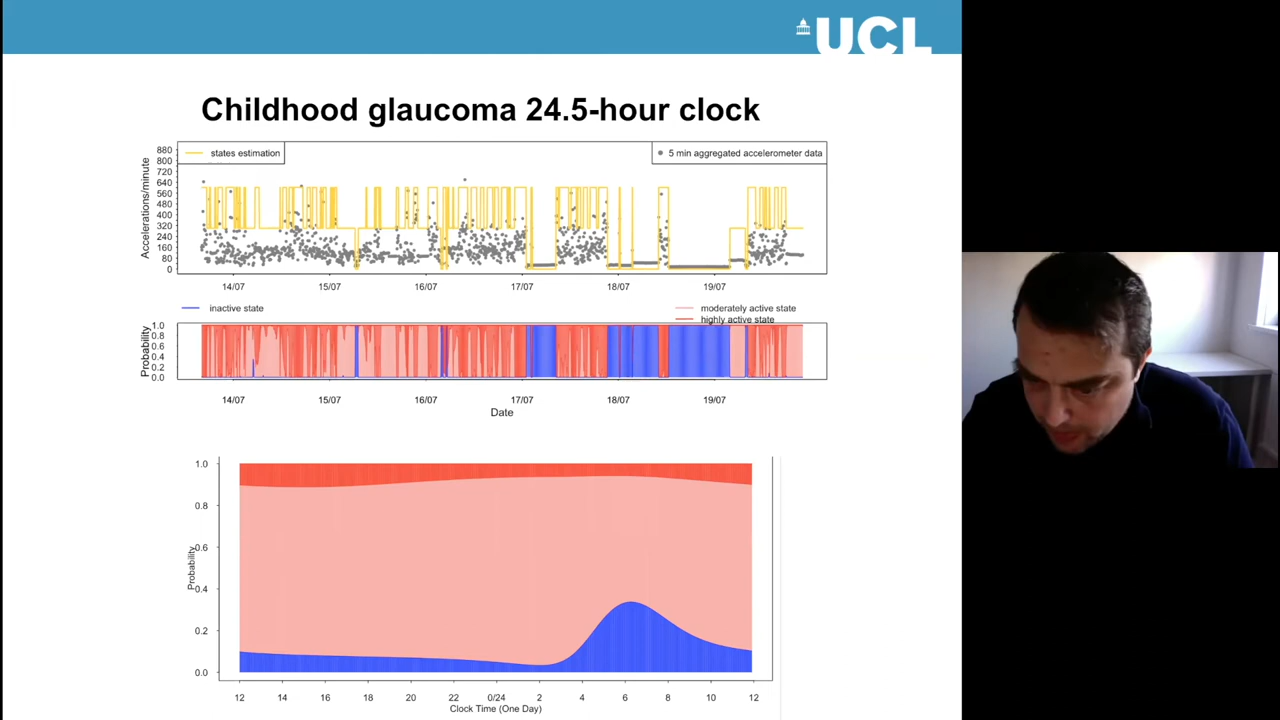 UCL
Childhood glaucoma 24.5-hour clock
states estimation
5 min aggregated accelerometer data
Accelerations/minute
880
800
720
640
560
480
400
320
240
160
80
0
14/07 15/07 16/07 17/07 18/07 19/07
inactive state
moderately active state
highly active state
Probability
1.0
0.8
0.6
0.4
0.2
0.0
14/07 15/07 16/07 17/07 18/07 19/07
Date
Probability
1.0
0.8
0.6
0.4
0.2
0.0
12 14 16 18 20 22 0/24 2 4 6 8 10 12
Clock Time (One Day)